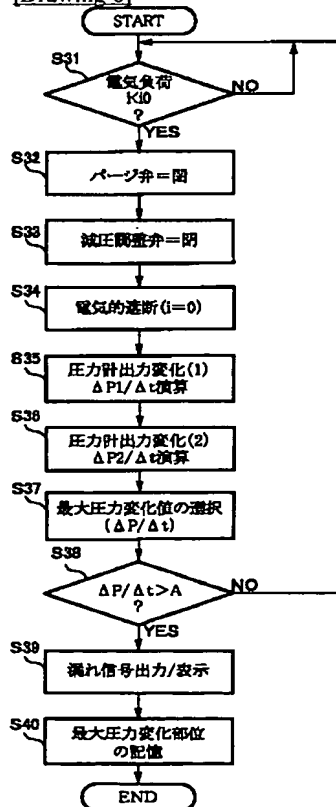 [Drawing 6]
START
S31
電気負荷
Ki0
?
NO
YES
S32
パージ弁=閉
S33
減圧調整弁=閉
S34
電気的遮断(i=0)
S35
圧力計出力変化(1)
ΔP1/Δt演算
S36
圧力計出力変化(2)
ΔP2/Δt演算
S37
最大圧力変化値の選択
(ΔP/Δt)
S38
ΔP/Δt>A
?
NO
YES
S39
漏れ信号出力/表示
S40
最大圧力変化部位
の記憶
END